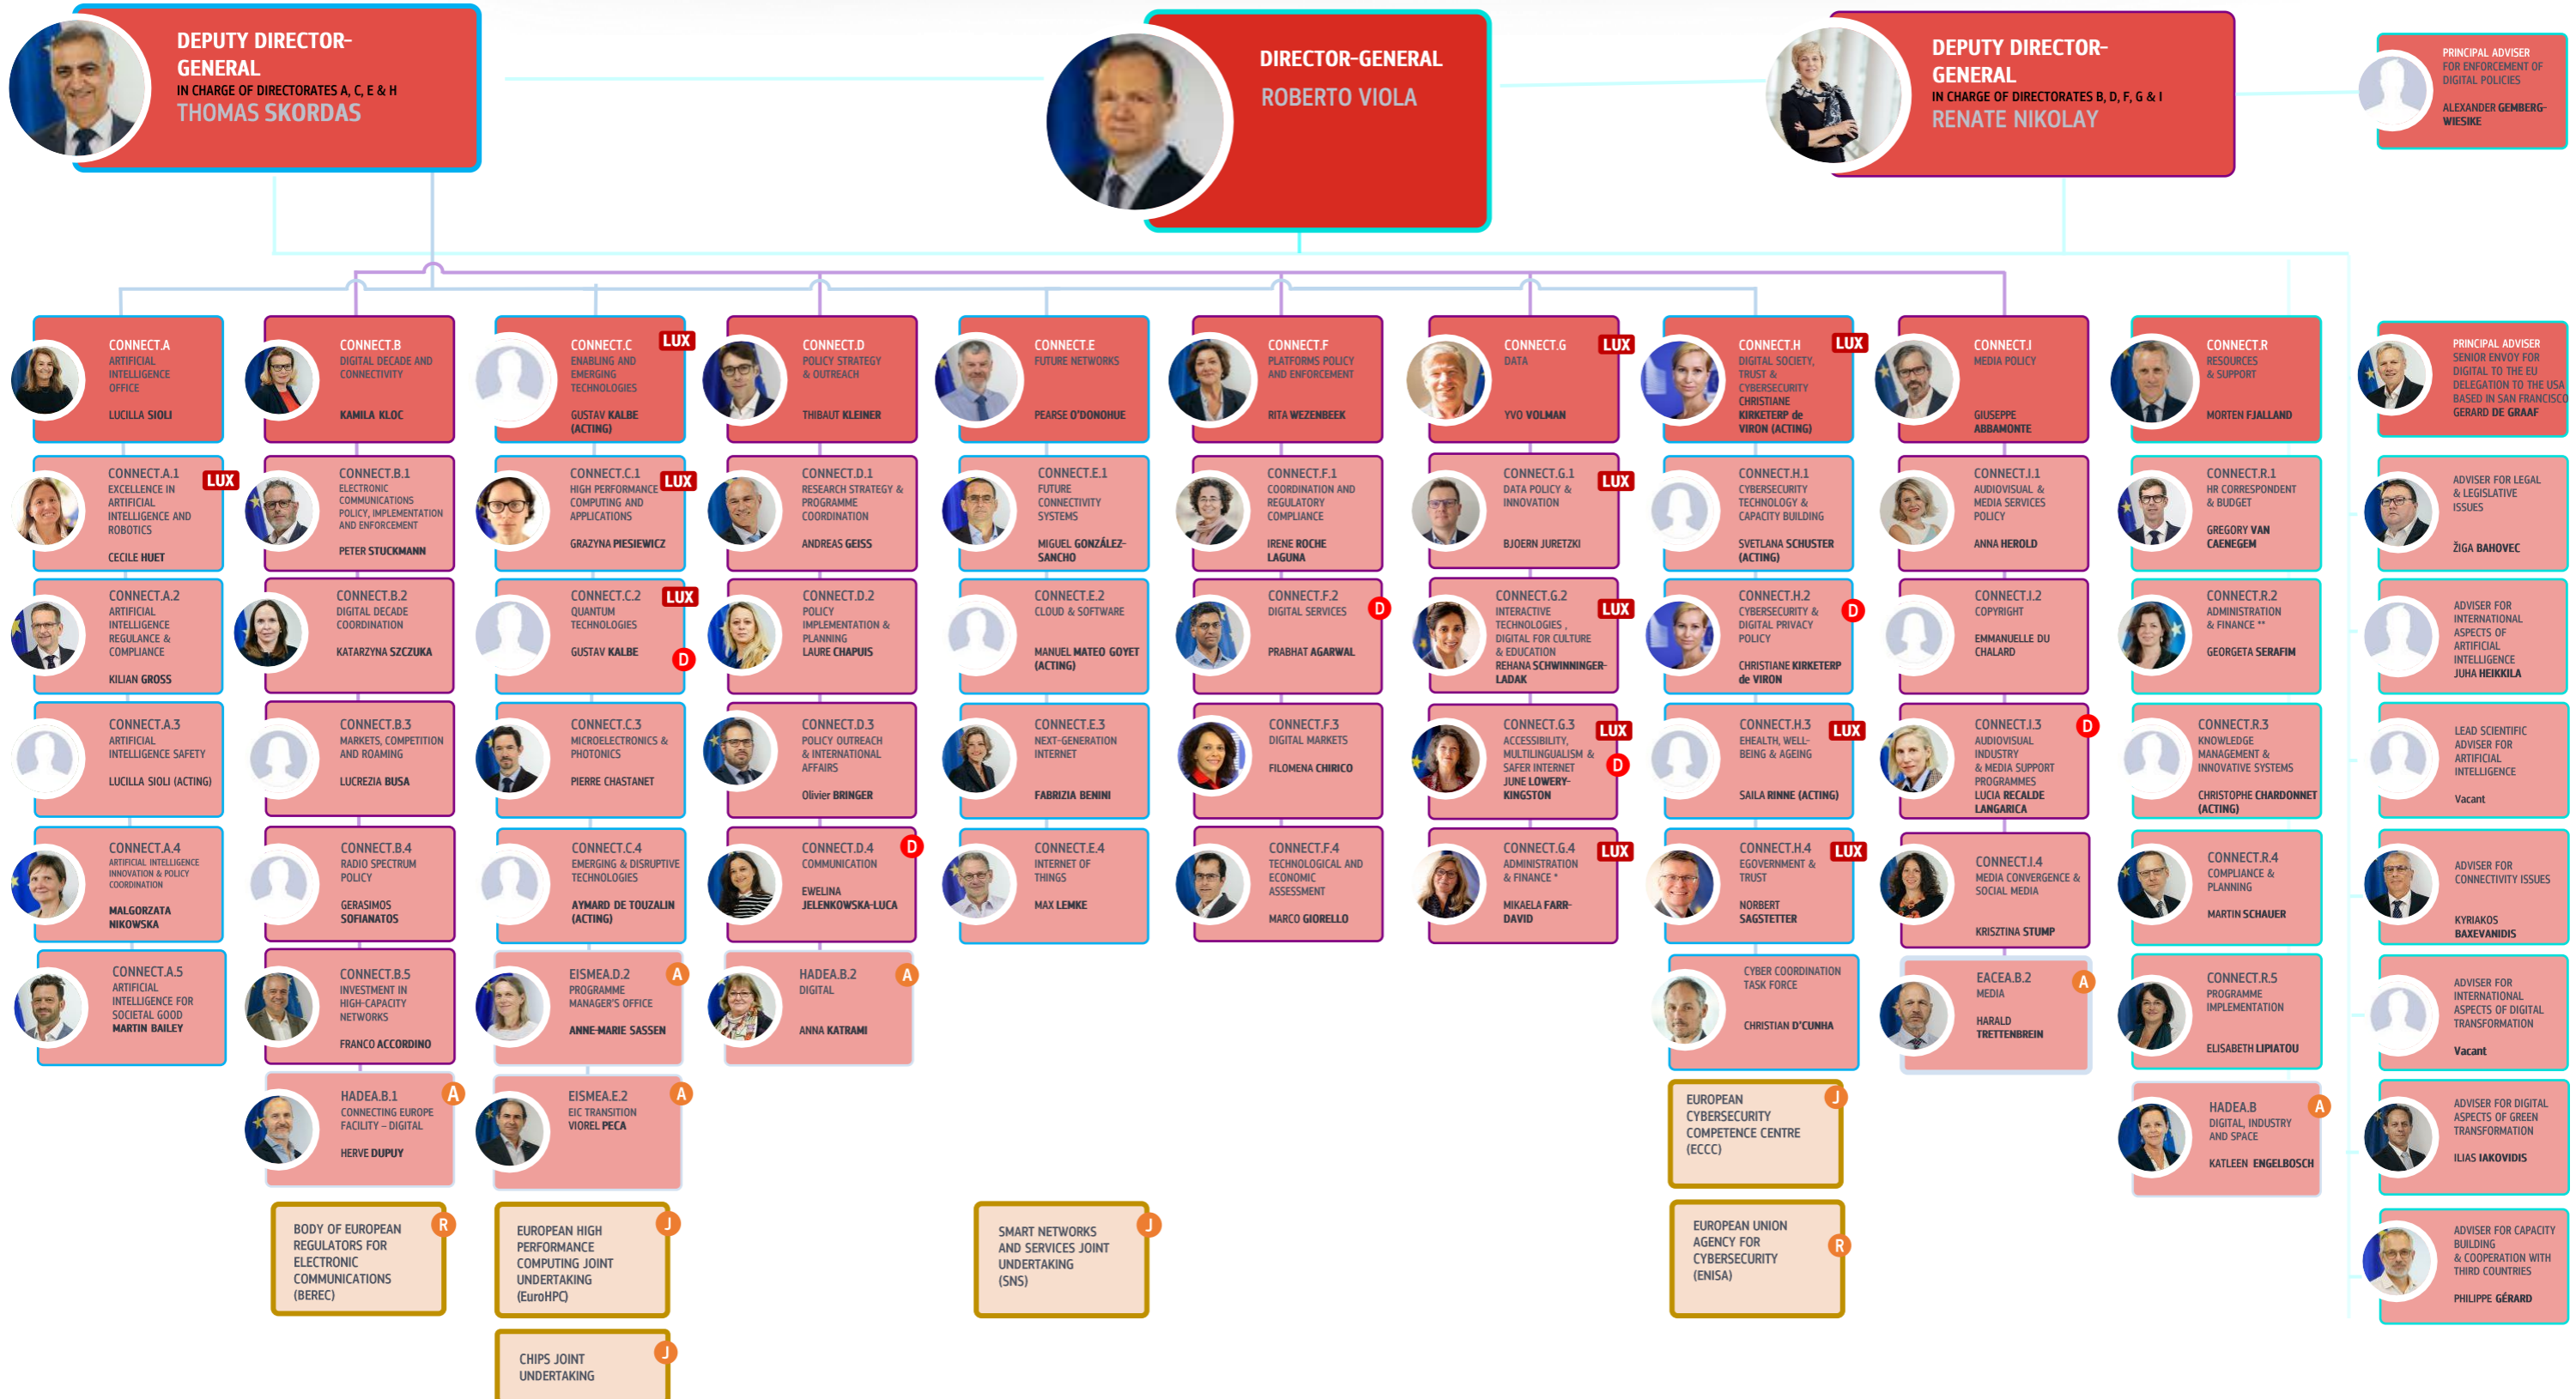 DEPUTY DIRECTOR-
GENERAL
IN CHARGE OF DIRECTORATES A, C, E & H
THOMAS SKORDAS
DIRECTOR-GENERAL
ROBERTO VIOLA
DEPUTY DIRECTOR-
GENERAL
IN CHARGE OF DIRECTORATES B, D, F, G & I
RENATE NIKOLAY
PRINCIPAL ADVISER
FOR ENFORCEMENT OF
DIGITAL POLICIES
ALEXANDER GEMBERG-
WIESIKE
CONNECT.A
ARTIFICIAL
INTELLIGENCE
OFFICE
LUCILLA SIOLI
CONNECT.A.1
LUX
EXCELLENCE IN
ARTIFICIAL
INTELLIGENCE AND
ROBOTICS
CECILE HUET
CONNECT.A.2
ARTIFICIAL
INTELLIGENCE
REGULANCE &
COMPLIANCE
KILIAN GROSS
CONNECT.A.3
ARTIFICIAL
INTELLIGENCE SAFETY
LUCILLA SIOLI (ACTING)
CONNECT.A.4
ARTIFICIAL INTELLIGENCE
INNOVATION & POLICY
COORDINATION
MALGORZATA
NIKOWSKA
CONNECT.A.5
ARTIFICIAL
INTELLIGENCE FOR
SOCIETAL GOOD
MARTIN BAILEY
CONNECT.B
DIGITAL DECADE AND
CONNECTIVITY
KAMILA KLOC
CONNECT.B.1
ELECTRONIC
COMMUNICATIONS
POLICY, IMPLEMENTATION
AND ENFORCEMENT
PETER STUCKMANN
CONNECT.B.2
DIGITAL DECADE
COORDINATION
KATARZYNA SZCZUKA
CONNECT.B.3
MARKETS, COMPETITION
AND ROAMING
LUCREZIA BUSA
CONNECT.B.4
RADIO SPECTRUM
POLICY
GERASIMOS
SOFIANATOS
CONNECT.B.5
INVESTMENT IN
HIGH-CAPACITY
NETWORKS
FRANCO ACCORDINO
HADEA.B.1
A
CONNECTING EUROPE
FACILITY – DIGITAL
HERVE DUPUY
BODY OF EUROPEAN
R
REGULATORS FOR
ELECTRONIC
COMMUNICATIONS
(BEREC)
CONNECT.C
LUX
ENABLING AND
EMERGING
TECHNOLOGIES
GUSTAV KALBE
(ACTING)
CONNECT.C.1
LUX
HIGH PERFORMANCE
COMPUTING AND
APPLICATIONS
GRAZYNA PIESIEWICZ
CONNECT.C.2
LUX
QUANTUM
TECHNOLOGIES
GUSTAV KALBE
D
CONNECT.C.3
MICROELECTRONICS &
PHOTONICS
PIERRE CHASTANET
CONNECT.C.4
EMERGING & DISRUPTIVE
TECHNOLOGIES
AYMARD DE TOUZALIN
(ACTING)
EISMEA.D.2
A
PROGRAMME
MANAGER'S OFFICE
ANNE-MARIE SASSEN
EISMEA.E.2
A
EIC TRANSITION
VIOREL PECA
EUROPEAN HIGH
J
PERFORMANCE
COMPUTING JOINT
UNDERTAKING
(EuroHPC)
CHIPS JOINT
J
UNDERTAKING
CONNECT.D
POLICY STRATEGY
& OUTREACH
THIBAUT KLEINER
CONNECT.D.1
RESEARCH STRATEGY &
PROGRAMME
COORDINATION
ANDREAS GEISS
CONNECT.D.2
POLICY
IMPLEMENTATION &
PLANNING
LAURE CHAPUIS
CONNECT.D.3
POLICY OUTREACH
& INTERNATIONAL
AFFAIRS
Olivier BRINGER
CONNECT.D.4
D
COMMUNICATION
EWELINA
JELENKOWSKA-LUCA
HADEA.B.2
A
DIGITAL
ANNA KATRAMI
CONNECT.E
FUTURE NETWORKS
PEARSE O'DONOHUE
CONNECT.E.1
FUTURE
CONNECTIVITY
SYSTEMS
MIGUEL GONZÁLEZ-
SANCHO
CONNECT.E.2
CLOUD & SOFTWARE
MANUEL MATEO GOYET
(ACTING)
CONNECT.E.3
NEXT-GENERATION
INTERNET
FABRIZIA BENINI
CONNECT.E.4
INTERNET OF
THINGS
MAX LEMKE
SMART NETWORKS
J
AND SERVICES JOINT
UNDERTAKING
(SNS)
CONNECT.F
PLATFORMS POLICY
AND ENFORCEMENT
RITA WEZENBEEK
CONNECT.F.1
COORDINATION AND
REGULATORY
COMPLIANCE
IRENE ROCHE
LAGUNA
CONNECT.F.2
D
DIGITAL SERVICES
PRABHAT AGARWAL
CONNECT.F.3
DIGITAL MARKETS
FILOMENA CHIRICO
CONNECT.F.4
TECHNOLOGICAL AND
ECONOMIC
ASSESSMENT
MARCO GIORELLO
CONNECT.G
LUX
DATA
YVO VOLMAN
CONNECT.G.1
LUX
DATA POLICY &
INNOVATION
BJOERN JURETZKI
CONNECT.G.2
LUX
INTERACTIVE
TECHNOLOGIES ,
DIGITAL FOR CULTURE
& EDUCATION
REHANA SCHWINNINGER-
LADAK
CONNECT.G.3
LUX
ACCESSIBILITY,
MULTILINGUALISM &
SAFER INTERNET
D
JUNE LOWERY-
KINGSTON
CONNECT.G.4
LUX
ADMINISTRATION
& FINANCE *
MIKAELA FARR-
DAVID
CONNECT.H
LUX
DIGITAL SOCIETY,
TRUST &
CYBERSECURITY
CHRISTIANE
KIRKETERP de
VIRON (ACTING)
CONNECT.H.1
CYBERSECURITY
TECHNOLOGY &
CAPACITY BUILDING
SVETLANA SCHUSTER
(ACTING)
CONNECT.H.2
D
CYBERSECURITY &
DIGITAL PRIVACY
POLICY
CHRISTIANE KIRKETERP
de VIRON
CONNECT.H.3
LUX
EHEALTH, WELL-
BEING & AGEING
SAILA RINNE (ACTING)
CONNECT.H.4
LUX
EGOVERNMENT &
TRUST
NORBERT
SAGSTETTER
CYBER COORDINATION
TASK FORCE
CHRISTIAN D'CUNHA
EUROPEAN
J
CYBERSECURITY
COMPETENCE CENTRE
(ECCC)
EUROPEAN UNION
AGENCY FOR
R
CYBERSECURITY
(ENISA)
CONNECT.I
MEDIA POLICY
GIUSEPPE
ABBAMONTE
CONNECT.I.1
AUDIOVISUAL &
MEDIA SERVICES
POLICY
ANNA HEROLD
CONNECT.I.2
COPYRIGHT
EMMANUELLE DU
CHALARD
CONNECT.I.3
D
AUDIOVISUAL
INDUSTRY
& MEDIA SUPPORT
PROGRAMMES
LUCIA RECALDE
LANGARICA
CONNECT.I.4
MEDIA CONVERGENCE &
SOCIAL MEDIA
KRISZTINA STUMP
EACEA.B.2
A
MEDIA
HARALD
TRETTENBREIN
CONNECT.R
RESOURCES
& SUPPORT
MORTEN FJALLAND
CONNECT.R.1
HR CORRESPONDENT
& BUDGET
GREGORY VAN
CAENEGEM
CONNECT.R.2
ADMINISTRATION
& FINANCE **
GEORGETA SERAFIM
CONNECT.R.3
KNOWLEDGE
MANAGEMENT &
INNOVATIVE SYSTEMS
CHRISTOPHE CHARDONNET
(ACTING)
CONNECT.R.4
COMPLIANCE &
PLANNING
MARTIN SCHAUER
CONNECT.R.5
PROGRAMME
IMPLEMENTATION
ELISABETH LIPIATOU
HADEA.B
A
DIGITAL, INDUSTRY
AND SPACE
KATLEEN ENGELBOSCH
PRINCIPAL ADVISER
SENIOR ENVOY FOR
DIGITAL TO THE EU
DELEGATION TO THE USA
BASED IN SAN FRANCISCO
GERARD DE GRAAF
ADVISER FOR LEGAL
& LEGISLATIVE
ISSUES
ŽIGA BAHOVEC
ADVISER FOR
INTERNATIONAL
ASPECTS OF
ARTIFICIAL
INTELLIGENCE
JUHA HEIKKILA
LEAD SCIENTIFIC
ADVISER FOR
ARTIFICIAL
INTELLIGENCE
Vacant
ADVISER FOR
CONNECTIVITY ISSUES
KYRIAKOS
BAXEVANIDIS
ADVISER FOR
INTERNATIONAL
ASPECTS OF DIGITAL
TRANSFORMATION
Vacant
ADVISER FOR DIGITAL
ASPECTS OF GREEN
TRANSFORMATION
ILIAS IAKOVIDIS
ADVISER FOR CAPACITY
BUILDING
& COOPERATION WITH
THIRD COUNTRIES
PHILIPPE GÉRARD